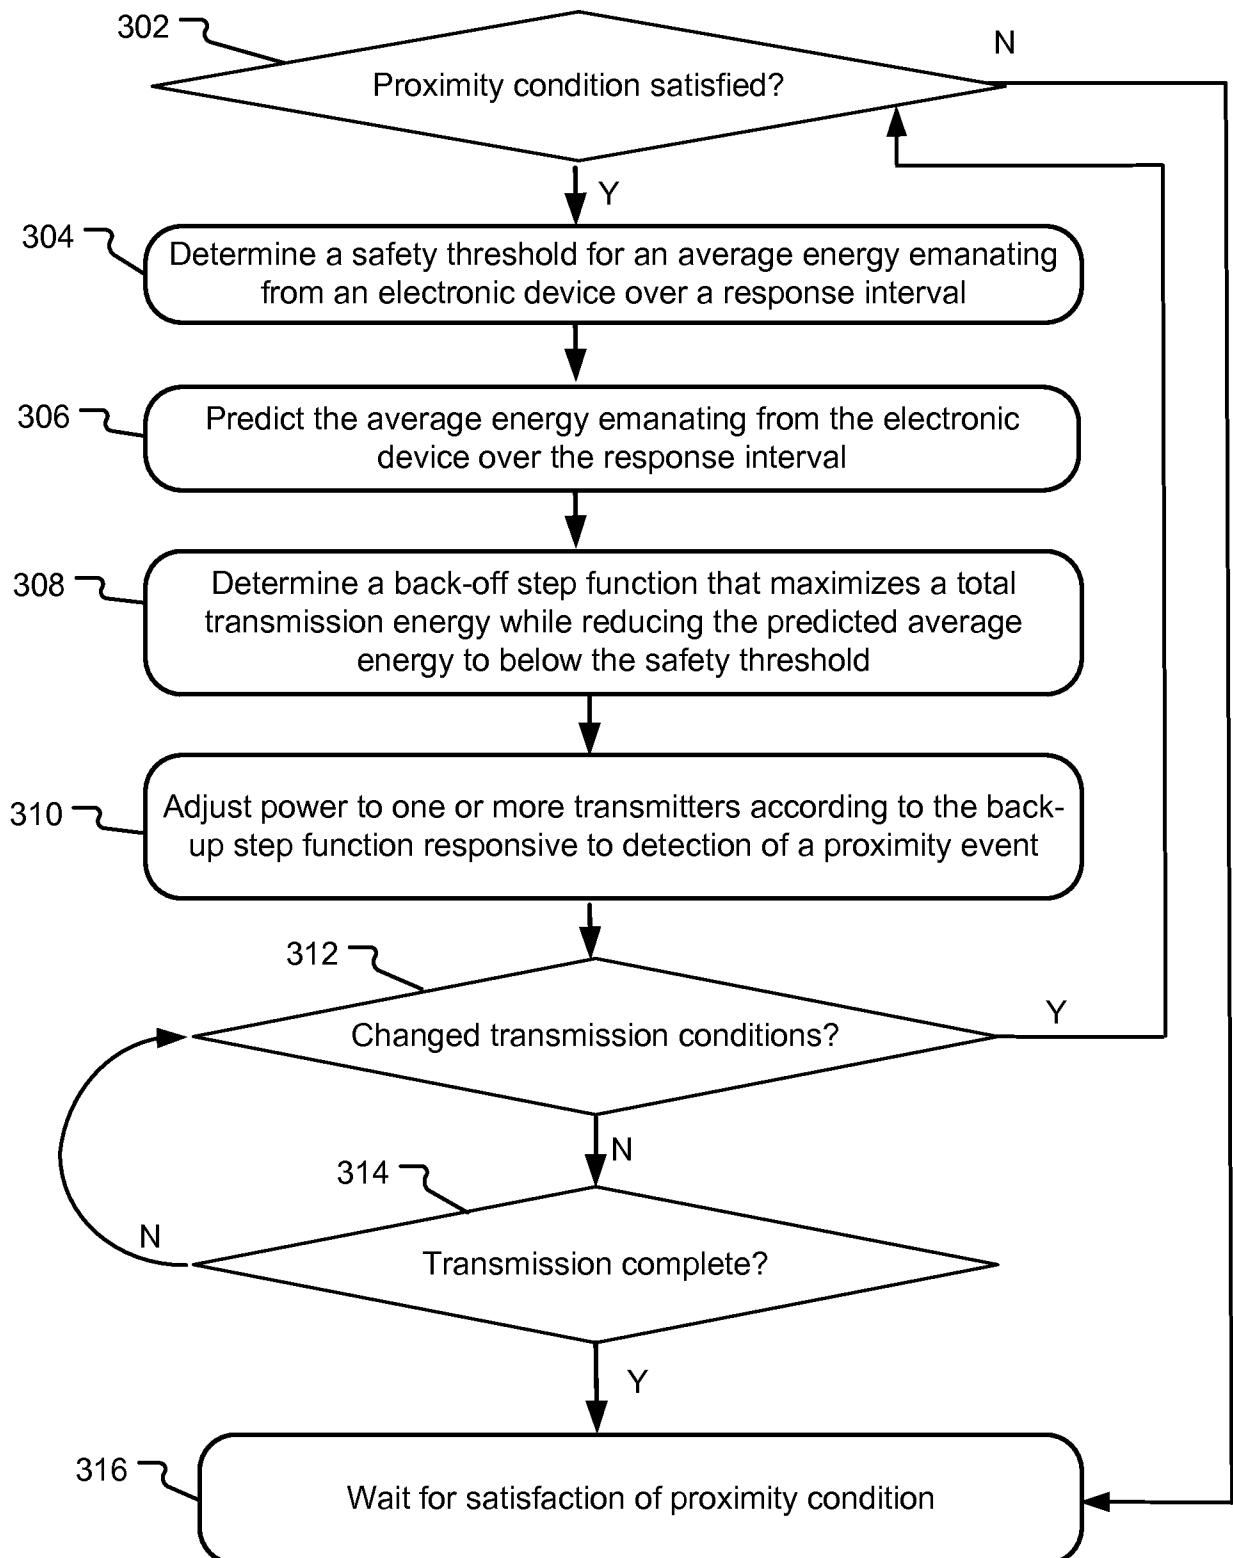 302
N
Proximity condition satisfied?
Y
304
Determine a safety threshold for an average energy emanating
from an electronic device over a response interval
306
Predict the average energy emanating from the electronic
device over the response interval
308
Determine a back-off step function that maximizes a total
transmission energy while reducing the predicted average
energy to below the safety threshold
310
Adjust power to one or more transmitters according to the back-
up step function responsive to detection of a proximity event
312
Changed transmission conditions?
Y
N
314
Transmission complete?
N
Y
316
Wait for satisfaction of proximity condition